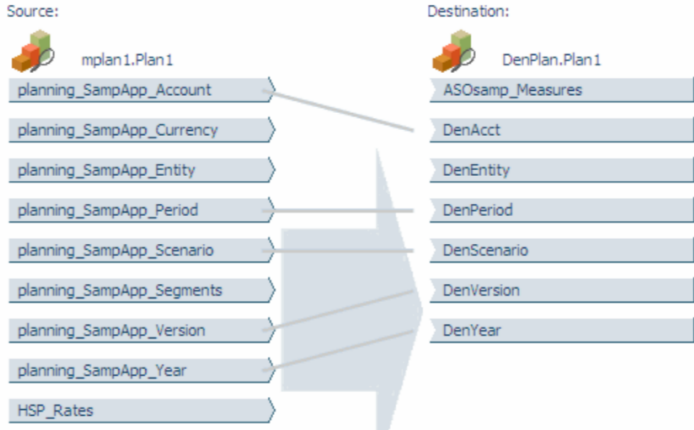 Source:
Destination:
mplan1.Plan1
DenPlan.Plan1
planning_SampApp_Account
ASOsamp_Measures
planning_SampApp_Currency
DenAcct
planning_SampApp_Entity
DenEntity
planning_SampApp_Period
DenPeriod
planning_SampApp_Scenario
DenScenario
planning_SampApp_Segments
DenVersion
planning_SampApp_Version
DenYear
planning_SampApp_Year
HSP_Rates